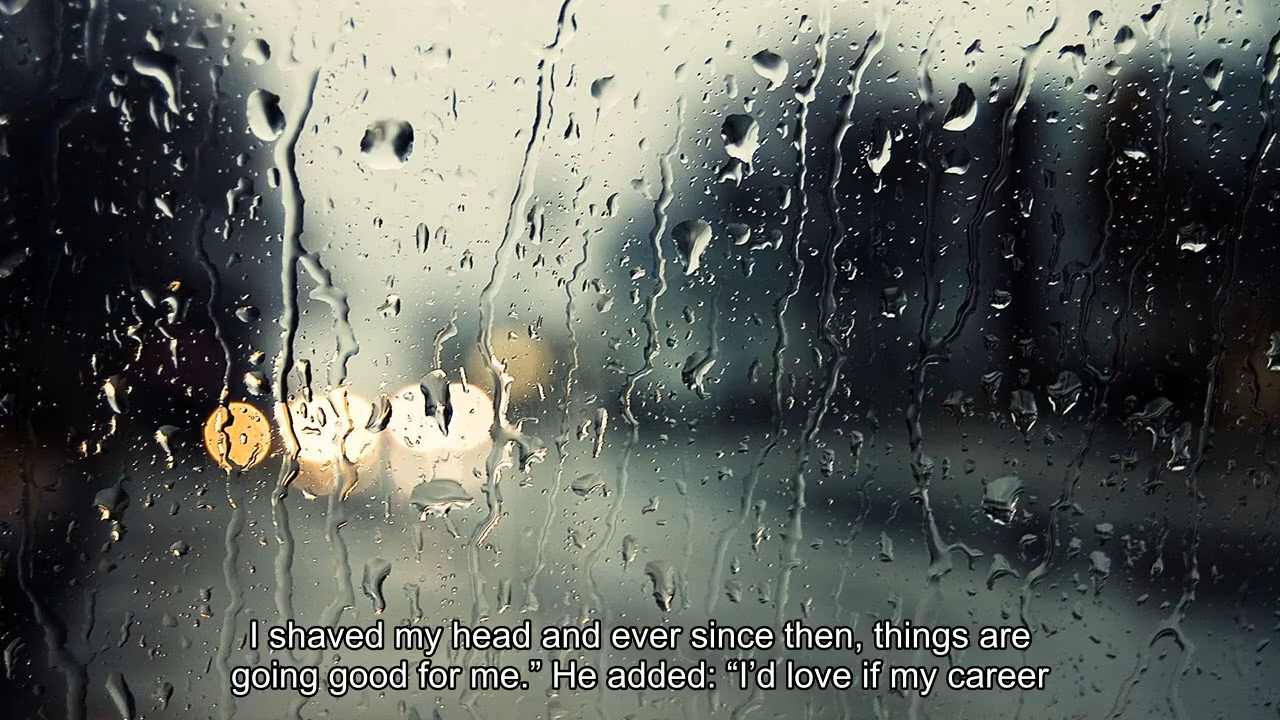 I shaved my head and ever since then, things are
going good for me.” He added: “I’d love if my career